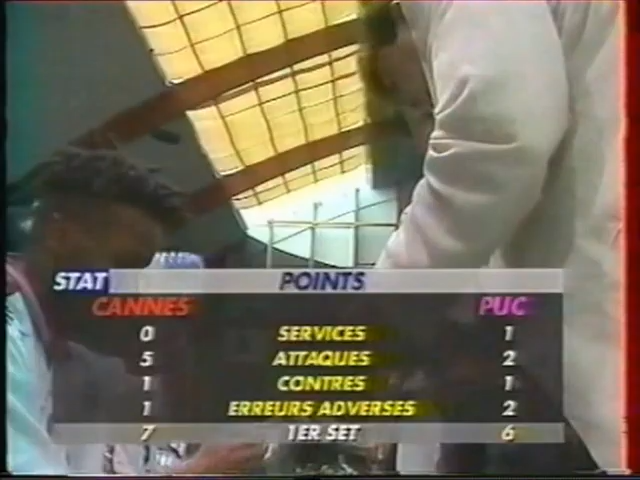 STAT POINTS
CANNES PUC
0 SERVICES 1
5 ATTAQUES 2
1 CONTRES 1
1 ERREURS ADVERSES 2
7 1ER SET 6